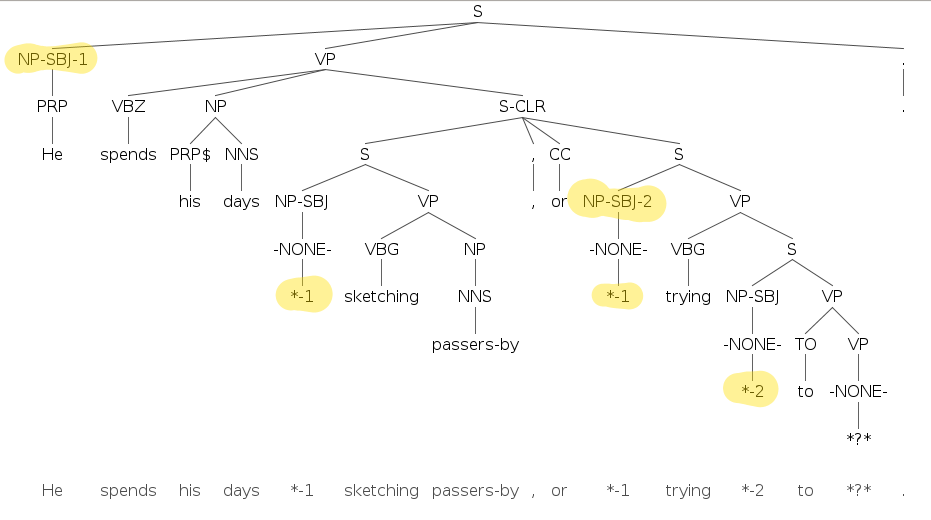 S
NP-SBJ-1 VP .
PRP VBZ NP S-CLR .
He spends PRP$ NNS S , CC S
his days NP-SBJ VP , or NP-SBJ-2 VP
-NONE- VBG NP -NONE- VBG S
*-1 sketching NNS *-1 trying NP-SBJ VP
passers-by -NONE- TO VP
*-2 to -NONE-
*?*
He spends his days *-1 sketching passers-by , or *-1 trying *-2 to *?* .